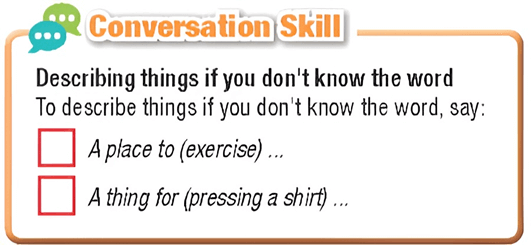 Conversation Skill
Describing things if you don't know the word
To describe things if you don't know the word, say:
A place to (exercise) ...
A thing for (pressing a shirt) ...